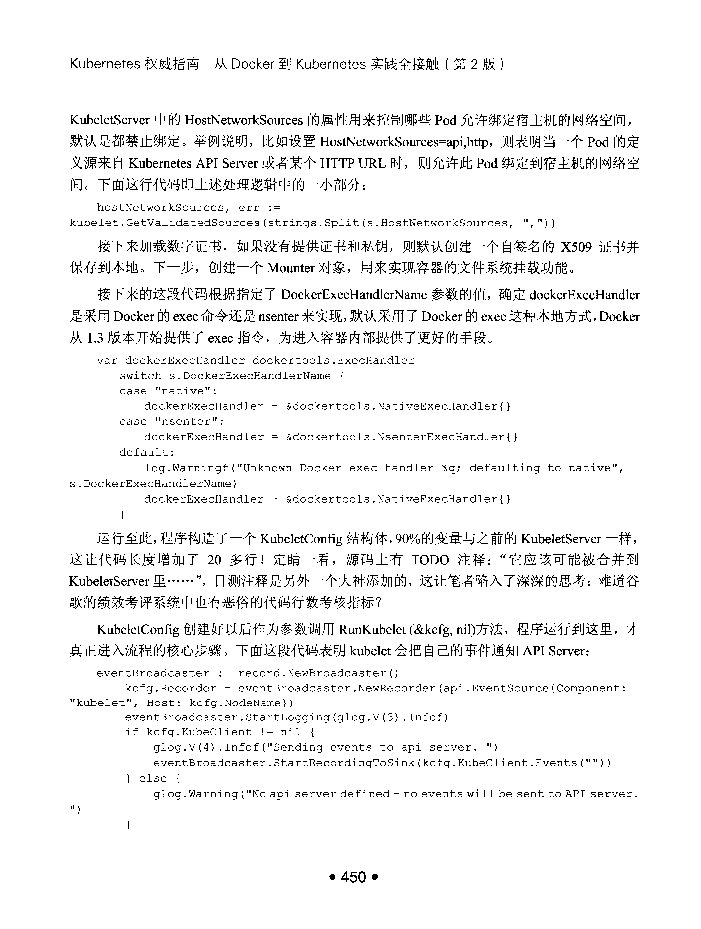 Kubernetes 权威指南 从 Docker 到 Kubernetes 实践全接触（第 2 版）
KubeletServer 中的 HostNetworkSources 的属性用来控制哪些 Pod 允许绑定宿主机的网络空间，
默认是都禁止绑定。举例说明，比如设置 HostNetworkSources=api,http，则表明当一个 Pod 的定
义源来自 Kubernetes API Server 或者某个 HTTP URL 时，则允许此 Pod 绑定到宿主机的网络空
间。下面这行代码即上述处理逻辑中的一小部分：
hostNetworkSources, err :=
kubelet.GetValidatedSources(strings.Split(s.HostNetworkSources, ","))
接下来加载数字证书，如果没有提供证书和私钥，则默认创建一个自签名的 X509 证书并
保存到本地。下一步，创建一个 Mounter 对象，用来实现容器的文件系统挂载功能。
接下来的这段代码根据指定了 DockerExecHandlerName 参数的值，确定 dockerExecHandler
是采用 Docker 的 exec 命令还是 nsenter 来实现，默认采用了 Docker 的 exec 这种本地方式，Docker
从 1.3 版本开始提供了 exec 指令，为进入容器内部提供了更好的手段。
var dockerExecHandler dockertools.ExecHandler
switch s.DockerExecHandlerName {
case "native":
dockerExecHandler = &dockertools.NativeExecHandler{}
case "nsenter":
dockerExecHandler = &dockertools.NsenterExecHandler{}
default:
log.Warningf("Unknown Docker exec handler %q; defaulting to native",
s.DockerExecHandlerName)
dockerExecHandler = &dockertools.NativeExecHandler{}
}
运行至此，程序构造了一个 KubeletConfig 结构体，90%的变量与之前的 KubeletServer 一样，
这让代码长度增加了 20 多行！定睛一看，源码上有 TODO 注释：“它应该可能被合并到
KubeletServer 里……”，目测注释是另外一个大神添加的，这让笔者陷入了深深的思考：难道谷
歌的绩效考评系统中也有恶俗的代码行数考核指标？
KubeletConfig 创建好以后作为参数调用 RunKubelet (&kcfg, nil)方法，程序运行到这里，才
真正进入流程的核心步骤。下面这段代码表明 kubelet 会把自己的事件通知 API Server：
eventBroadcaster := record.NewBroadcaster()
kcfg.Recorder = eventBroadcaster.NewRecorder(api.EventSource{Component:
"kubelet", Host: kcfg.NodeName})
eventBroadcaster.StartLogging(glog.V(3).Infof)
if kcfg.KubeClient != nil {
glog.V(4).Infof("Sending events to api server. ")
eventBroadcaster.StartRecordingToSink(kcfg.KubeClient.Events(""))
} else {
glog.Warning("No api server defined - no events will be sent to API server.
")
}
• 450 •